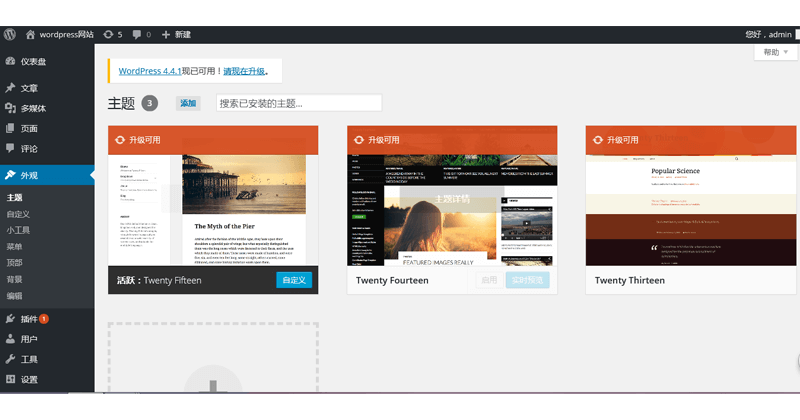 wordpress网站 5 0 + 新建 您好，admin
帮助
仪表盘
文章
多媒体
页面
评论
外观
主题
自定义
小工具
菜单
顶部
背景
编辑
插件 1
用户
工具
设置
WordPress 4.4.1现已可用！请现在升级。
主题 3 添加 搜索已安装的主题...
升级可用
The Myth of the Pier
活跃：Twenty Fifteen 自定义
升级可用
主题详情
FEATURED IMAGES REALLY
Twenty Fourteen 启用 实时预览
升级可用
Popular Science
Twenty Thirteen